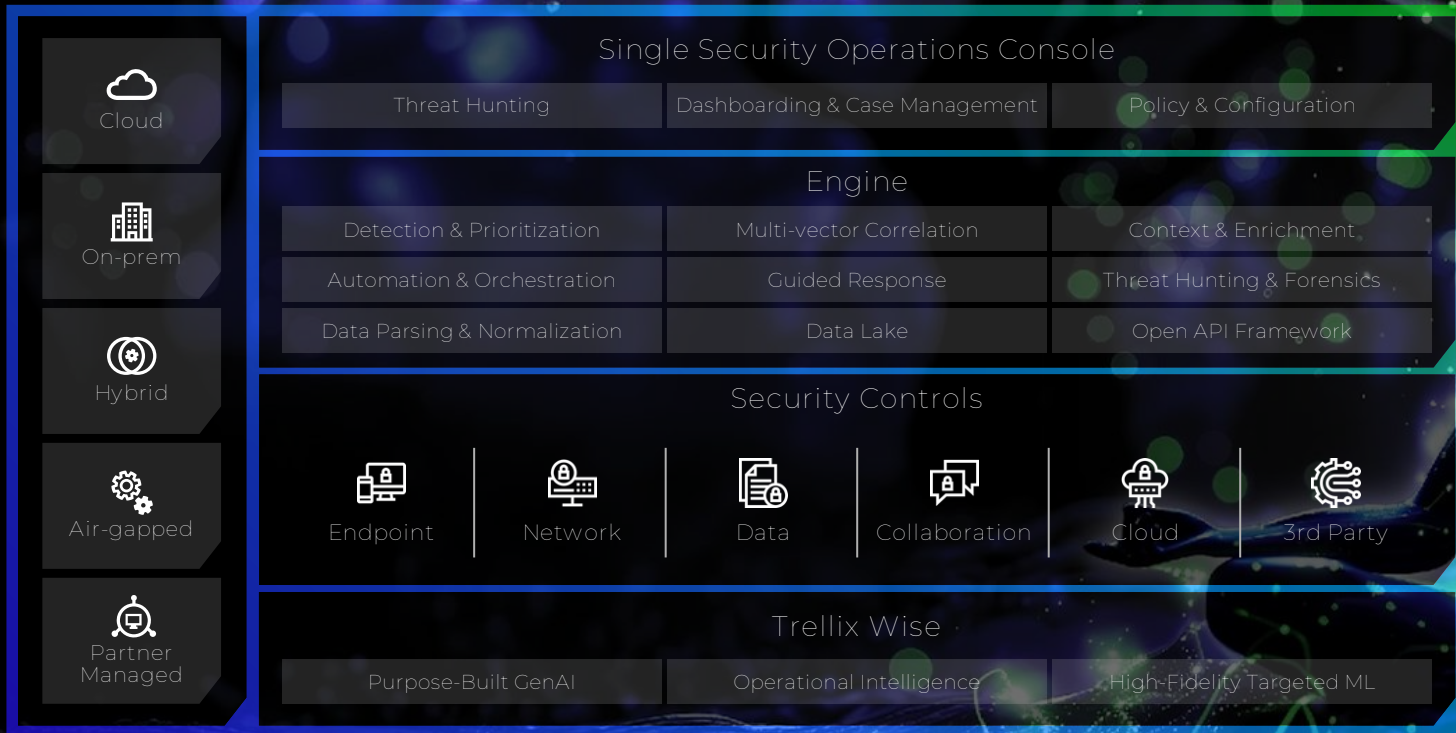 Cloud
On-prem
Hybrid
Air-gapped
Partner
Managed
Single Security Operations Console
Threat Hunting
Dashboarding & Case Management
Policy & Configuration
Engine
Detection & Prioritization
Multi-vector Correlation
Context & Enrichment
Automation & Orchestration
Guided Response
Threat Hunting & Forensics
Data Parsing & Normalization
Data Lake
Open API Framework
Security Controls
Endpoint
Network
Data
Collaboration
Cloud
3rd Party
Trellix Wise
Purpose-Built GenAI
Operational Intelligence
High-Fidelity Targeted ML